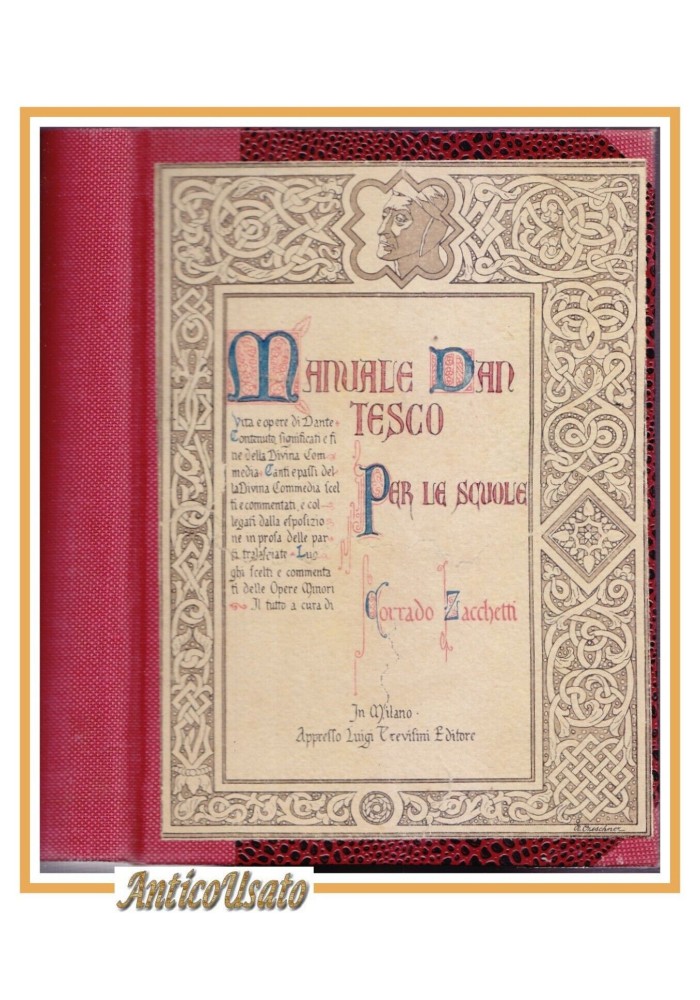 MANUALE DAN
TESCO
PER LE SCUOLE
Vita e opere di Dante
Contenuto, significati e fi
ne della Divina Com
media. Canti e passi del
la Divina Commedia scel
ti e commentati, e col
legati dalla esposizio
ne in prosa delle par
ti tralasciate. Luo
ghi scelti e commenta
ti delle Opere Minori
Il tutto a cura di
Corrado Zacchetti
In Milano.
Appresso Luigi Trevisini Editore
AnticoUsato